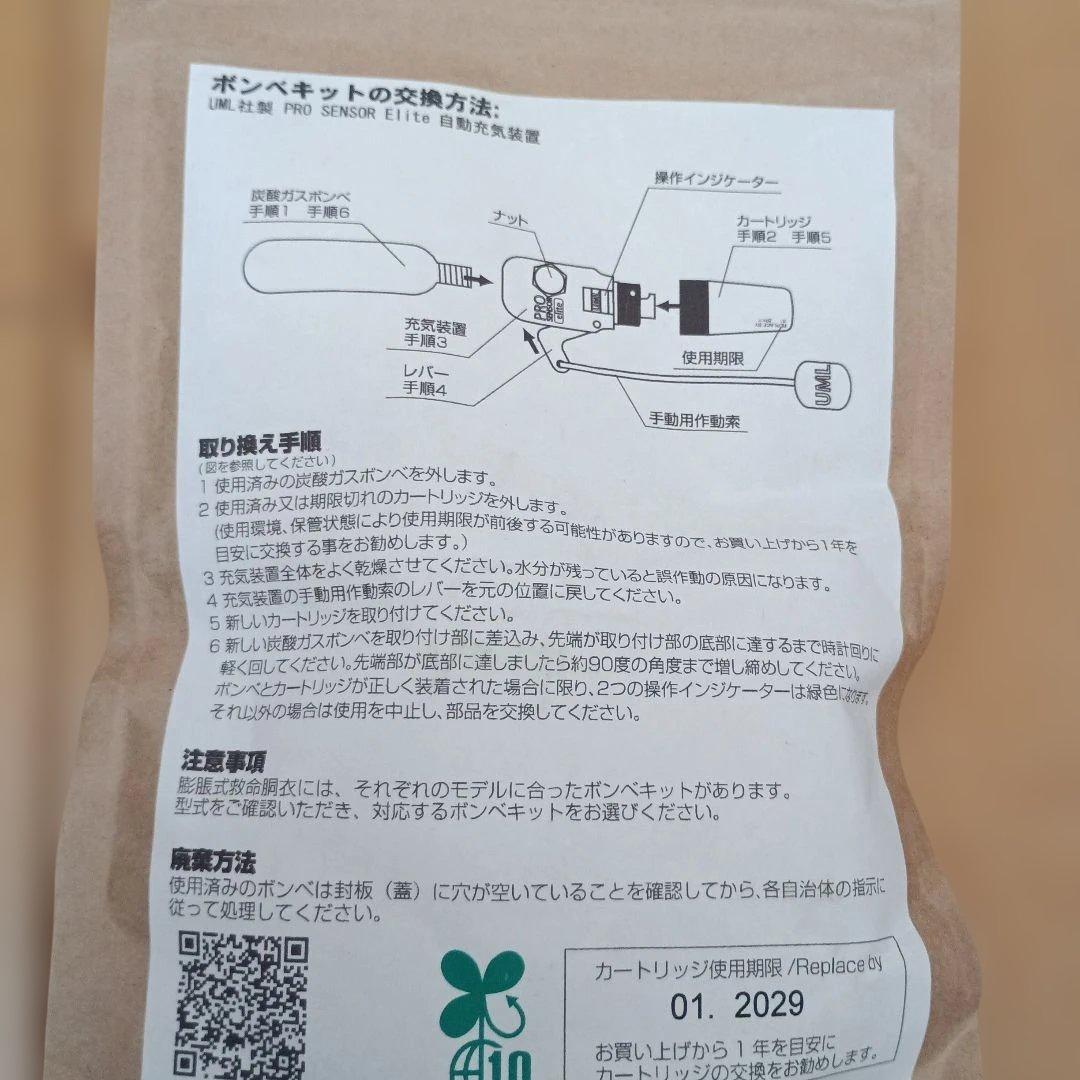 ボンベキットの交換方法:
UML社製 PRO SENSOR Elite 自動充気装置
操作インジケーター
炭酸ガスボンベ
手順1 手順6
ナット
カートリッジ
手順2 手順5
PRO
SENSOR
elite
UML
充気装置
手順3
使用期限
レバー
手順4
UML
手動用作動索
取り換え手順
(図を参照してください)
1 使用済みの炭酸ガスボンベを外します。
2 使用済み又は期限切れのカートリッジを外します。
(使用環境、保管状態により使用期限が前後する可能性がありますので、お買い上げから1年を
目安に交換する事をお勧めします。)
3 充気装置全体をよく乾燥させてください。水分が残っていると誤作動の原因になります。
4 充気装置の手動用作動索のレバーを元の位置に戻してください。
5 新しいカートリッジを取り付けてください。
6 新しい炭酸ガスボンベを取り付け部に差込み、先端が取り付け部の底部に達するまで時計回りに
軽く回してください。先端部が底部に達しましたら約90度の角度まで増し締めしてください。
ボンベとカートリッジが正しく装着された場合に限り、2つの操作インジケーターは緑色になります。
それ以外の場合は使用を中止し、部品を交換してください。
注意事項
膨脹式救命胴衣には、それぞれのモデルに合ったボンベキットがあります。
型式をご確認いただき、対応するボンベキットをお選びください。
廃棄方法
使用済みのボンベは封板(蓋)に穴が空いていることを確認してから、各自治体の指示に
従って処理してください。
カートリッジ使用期限/Replace by
01. 2029
お買い上げから1年を目安に
カートリッジの交換をお勧めします。
10